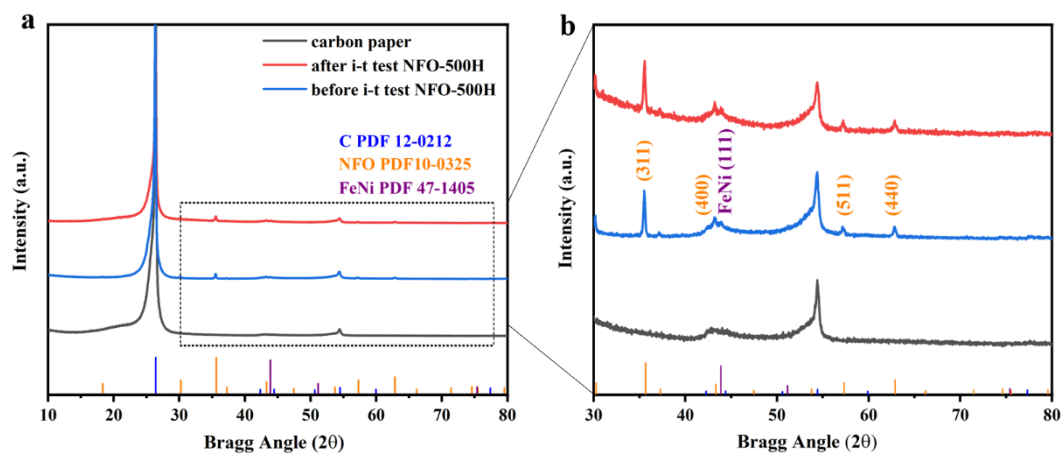 a
carbon paper
after i-t test NFO-500H
before i-t test NFO-500H
C PDF 12-0212
NFO PDF10-0325
FeNi PDF 47-1405
Intensity (a.u.)
10 20 30 40 50 60 70 80
Bragg Angle (2θ)
b
(311)
(400)
FeNi (111)
(511)
(440)
Intensity (a.u.)
30 40 50 60 70 80
Bragg Angle (2θ)